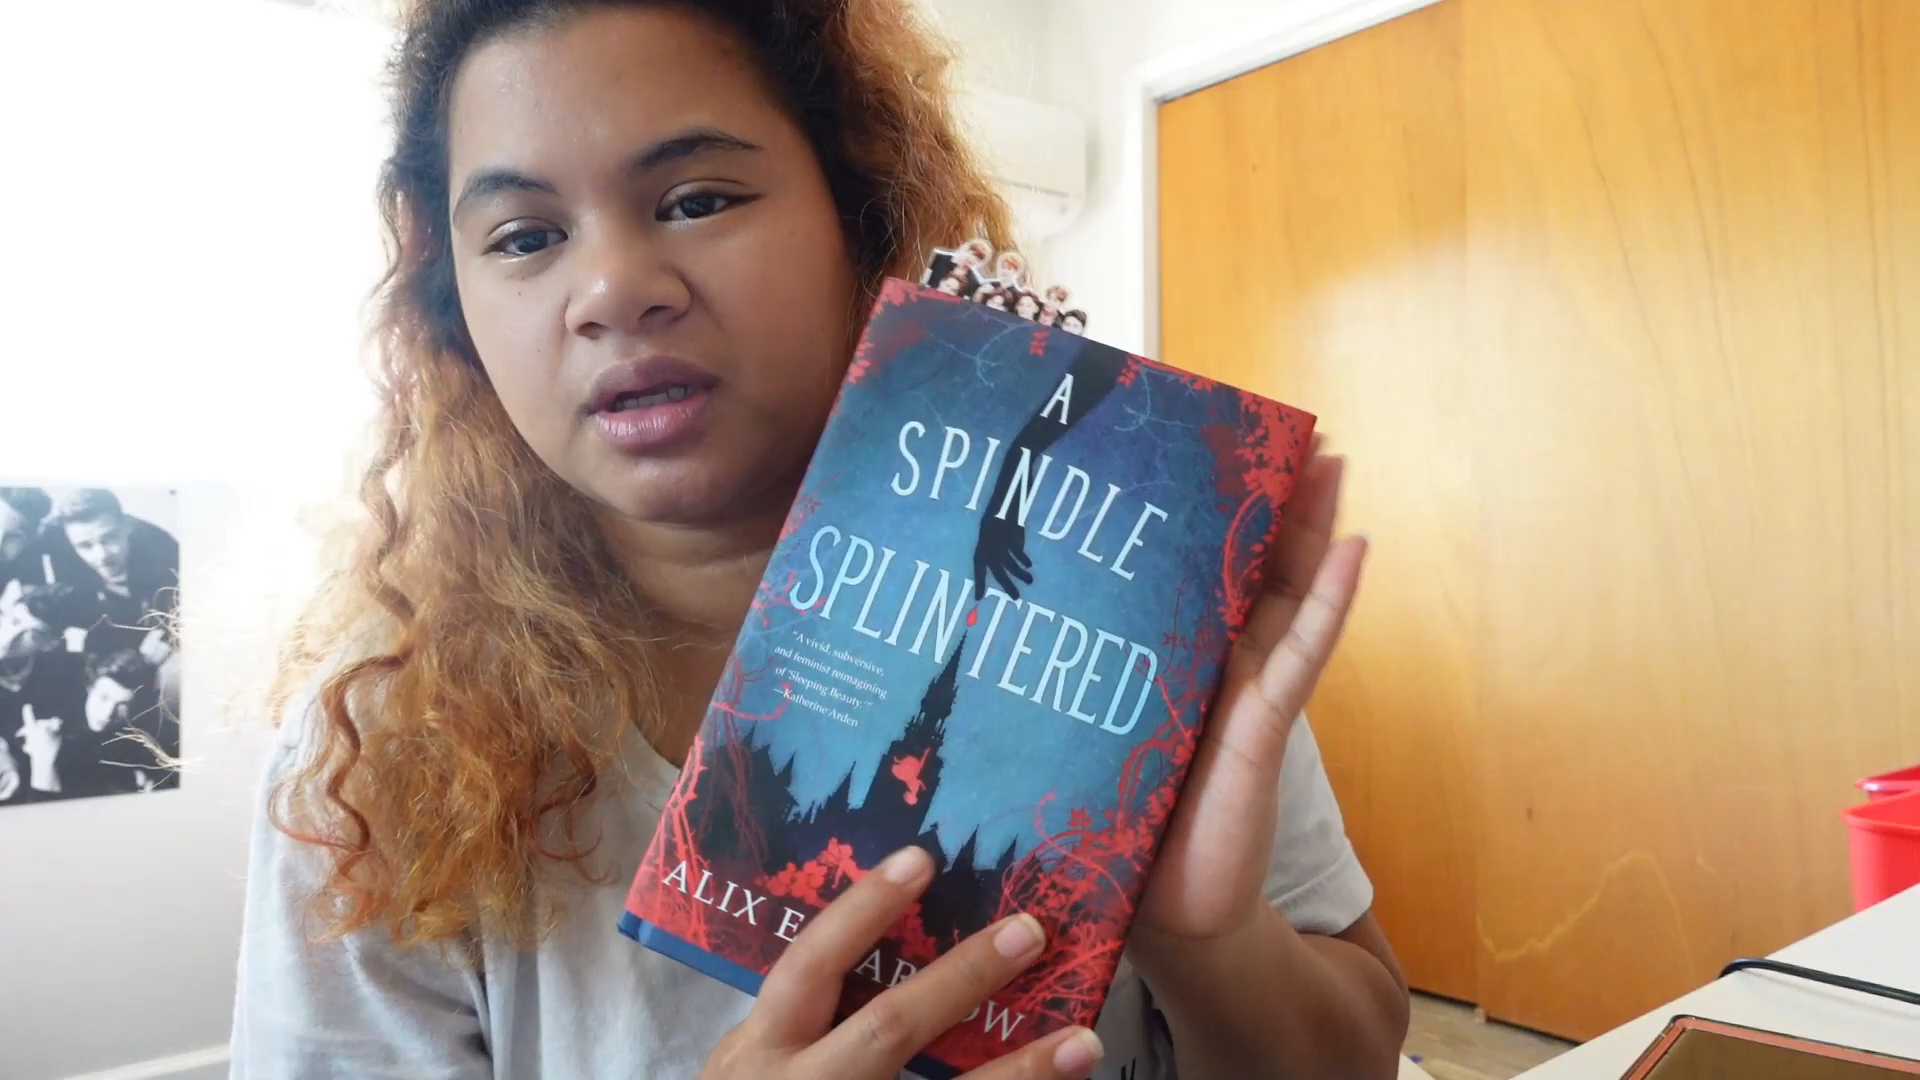 A
SPINDLE
SPLINTERED
"A vivid, subversive,
and feminist reimagining
of 'Sleeping Beauty.'"
—Katherine Arden
ALIX E.